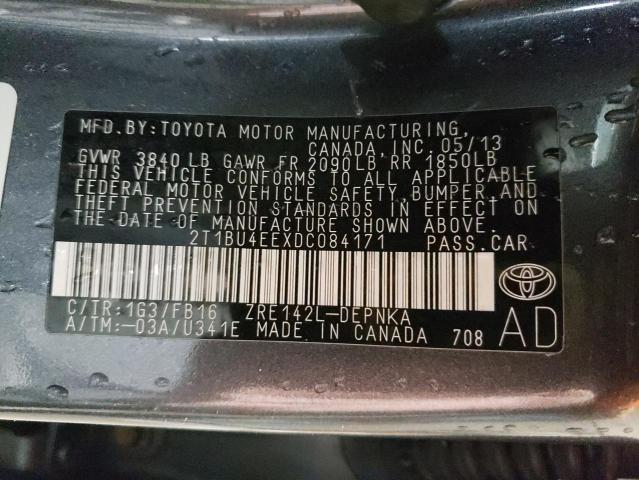 MFD.BY:TOYOTA MOTOR MANUFACTURING,
CANADA, INC. 05/13
GVWR 3840 LB GAWR FR 2090LB RR 1850LB
THIS VEHICLE CONFORMS TO ALL APPLICABLE
FEDERAL MOTOR VEHICLE SAFETY, BUMPER AND
THEFT PREVENTION STANDARDS IN EFFECT ON
THE DATE OF MANUFACTURE SHOWN ABOVE.
2T1BU4EEXDC084171 PASS.CAR
C/TR:1G3/FB16 ZRE142L-DEPNKA
A/TM:-03A/U341E MADE IN CANADA 708 AD